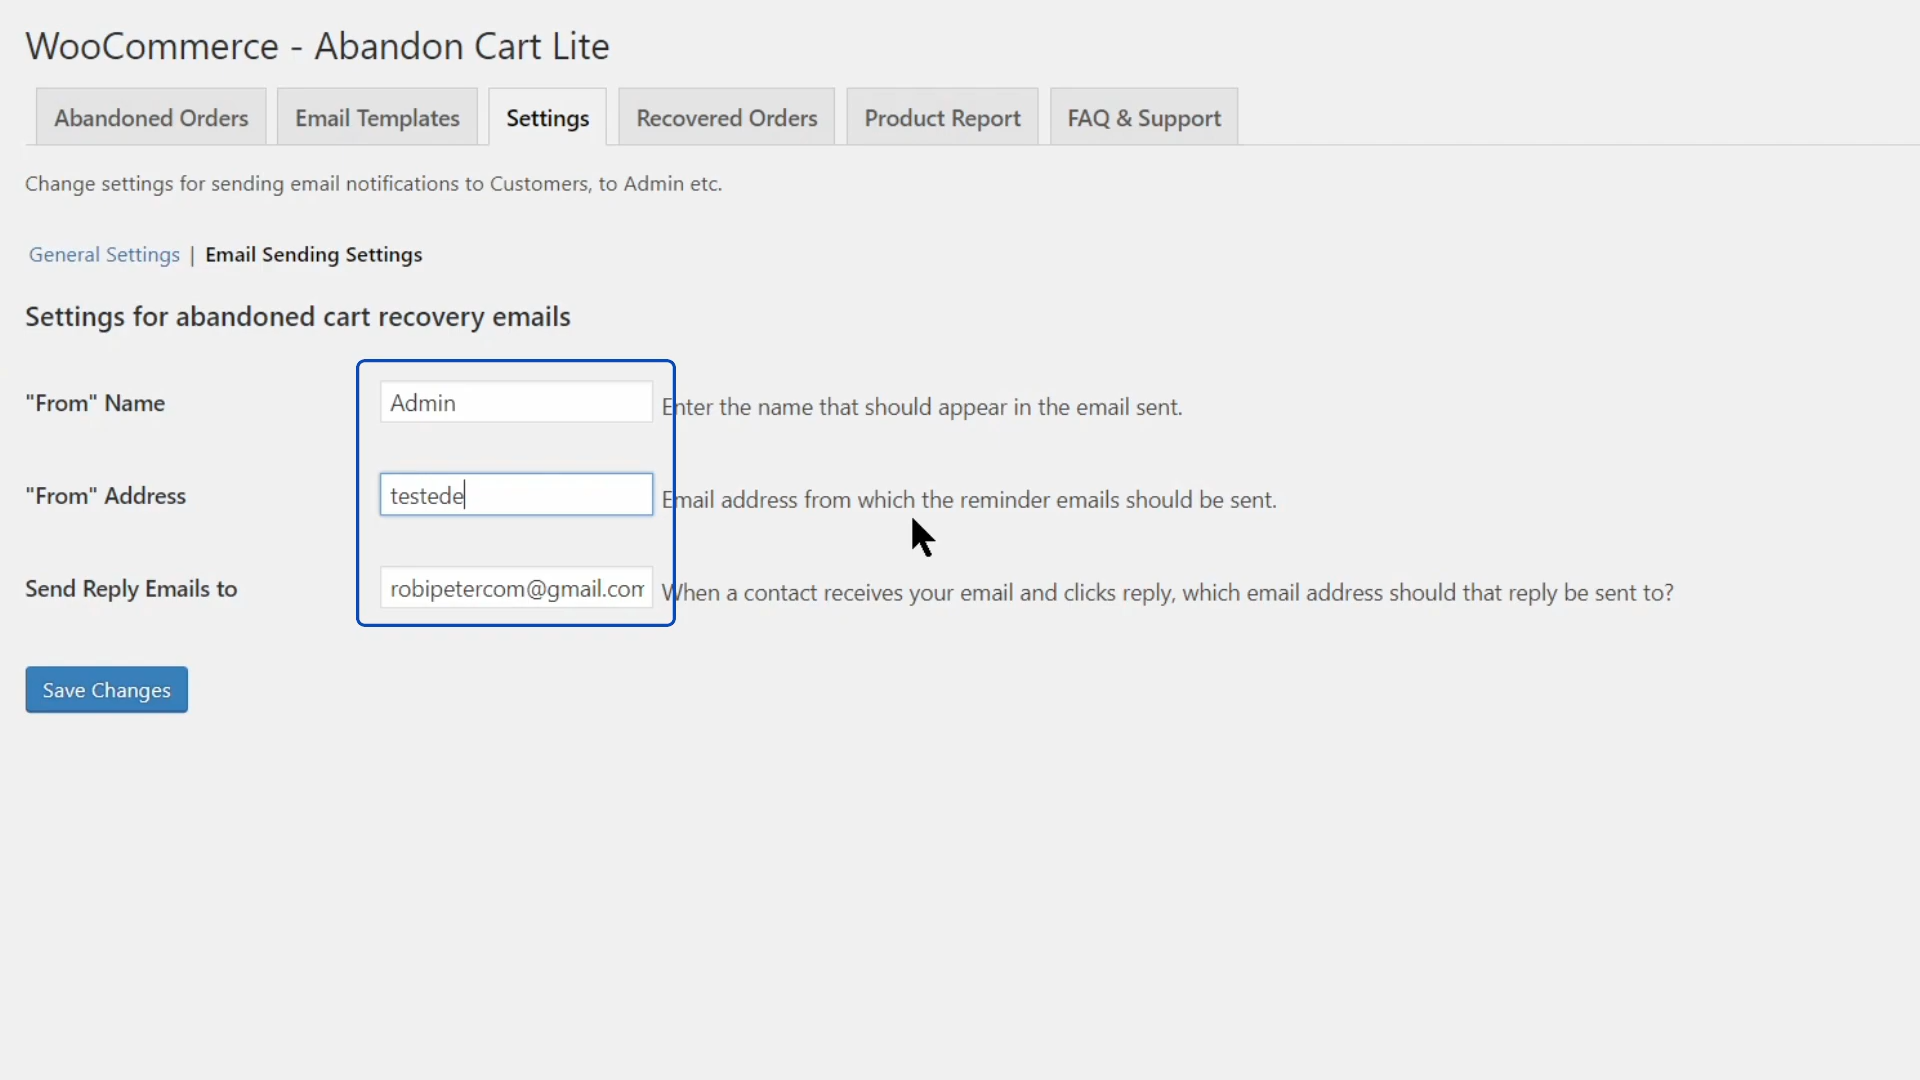 WooCommerce - Abandon Cart Lite
Abandoned Orders Email Templates Settings Recovered Orders Product Report FAQ & Support
Change settings for sending email notifications to Customers, to Admin etc.
General Settings | Email Sending Settings
Settings for abandoned cart recovery emails
"From" Name Admin Enter the name that should appear in the email sent.
"From" Address testede Email address from which the reminder emails should be sent.
Send Reply Emails to robipetercom@gmail.com When a contact receives your email and clicks reply, which email address should that reply be sent to?
Save Changes